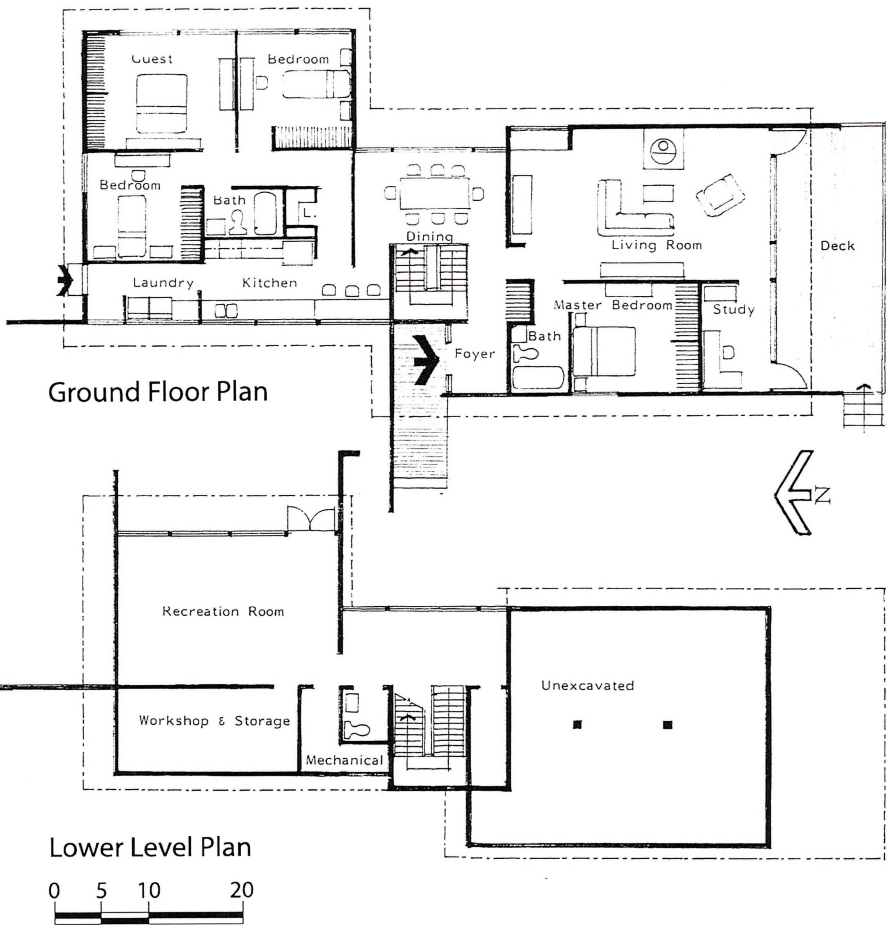 Guest
Bedroom
Bedroom
Bath
Dining
Living Room
Deck
Laundry
Kitchen
Master Bedroom
Study
Bath
Foyer
Ground Floor Plan
N
Recreation Room
Unexcavated
Workshop & Storage
Mechanical
Lower Level Plan
0 5 10 20